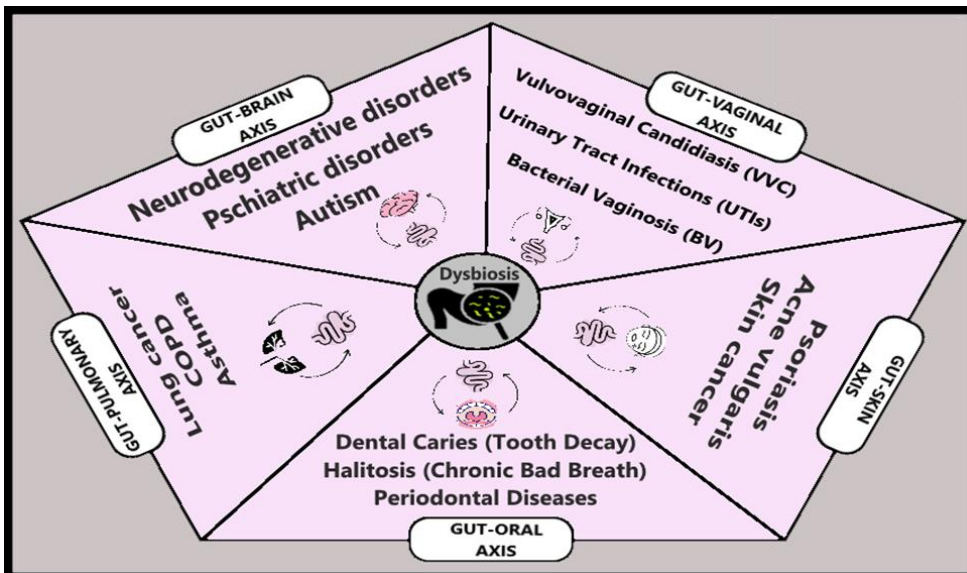 GUT-BRAIN
AXIS
Neurodegenerative disorders
Pschiatric disorders
Autism
GUT-VAGINAL
AXIS
Vulvovaginal Candidiasis (VVC)
Urinary Tract Infections (UTIs)
Bacterial Vaginosis (BV)
Dysbiosis
GUT-PULMONARY
AXIS
Lung cancer
COPD
Asthma
GUT-SKIN
AXIS
Psoriasis
Acne vulgaris
Skin cancer
Dental Caries (Tooth Decay)
Halitosis (Chronic Bad Breath)
Periodontal Diseases
GUT-ORAL
AXIS